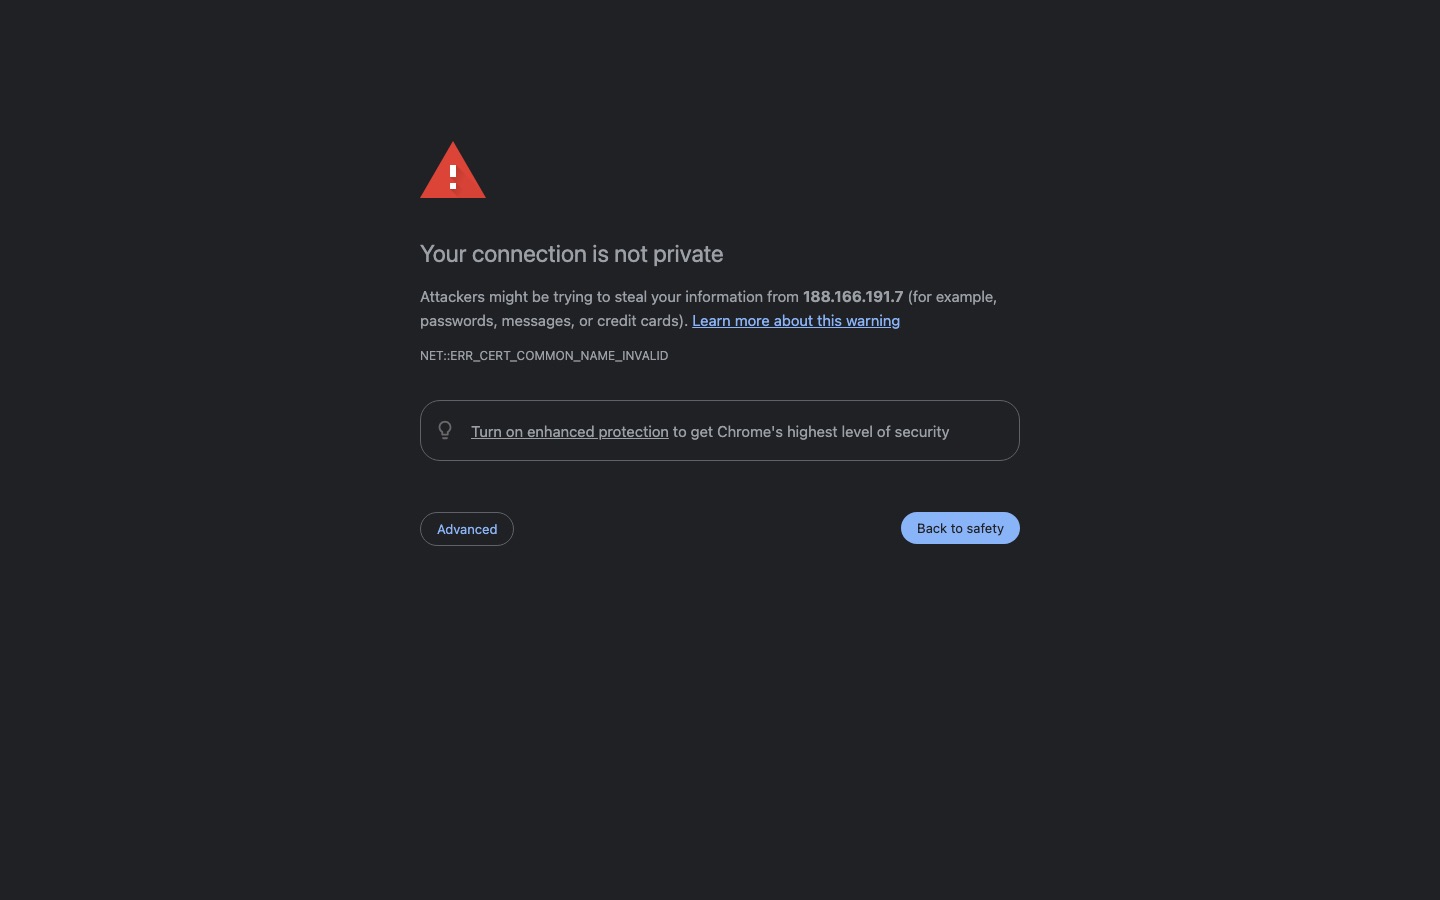 Your connection is not private
Attackers might be trying to steal your information from 188.166.191.7 (for example,
passwords, messages, or credit cards). Learn more about this warning
NET::ERR_CERT_COMMON_NAME_INVALID
Turn on enhanced protection to get Chrome's highest level of security
Advanced
Back to safety